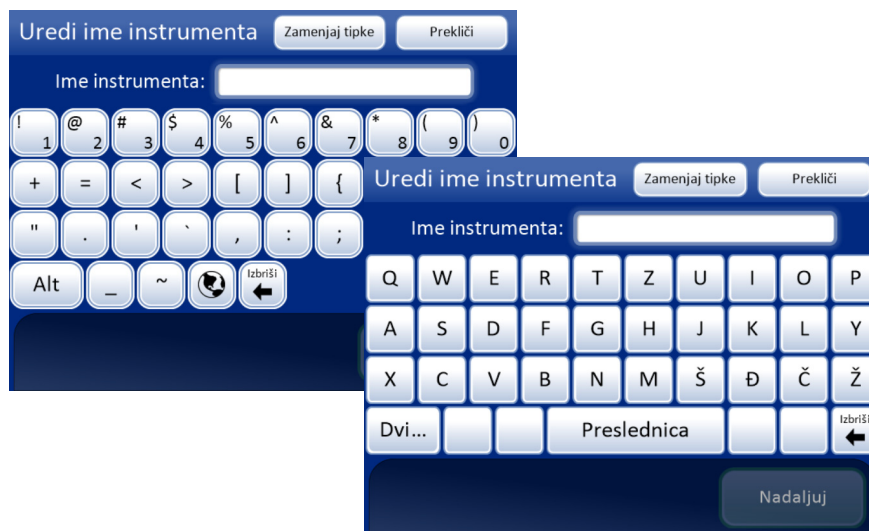 Uredi ime instrumenta Zamenjaj tipke Prekliči
Ime instrumenta:
! 1 @ 2 # 3 $ 4 % 5 ^ 6 & 7 * 8 ( 9 ) 0
+ = < > [ ] {
" . ' ` , : ;
Alt _ ~ Izbriši
Uredi ime instrumenta Zamenjaj tipke Prekliči
Ime instrumenta:
Q W E R T Z U I O P
A S D F G H J K L Y
X C V B N M Š Đ Č Ž
Dvi... Preslednica Izbriši
Nadaljuj